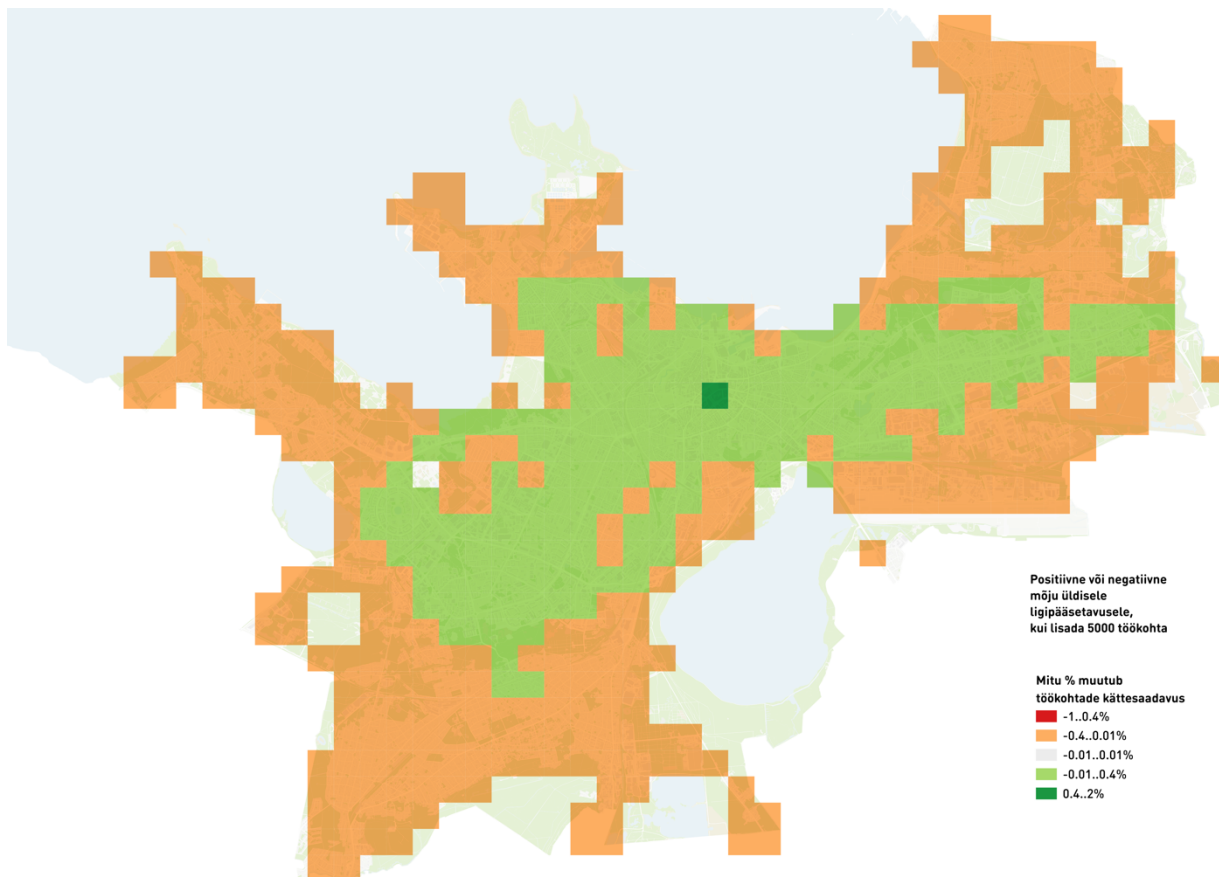 Positiivne või negatiivne
mõju üldisele
ligipääsetavusele,
kui lisada 5000 töökohta
Mitu % muutub
töökohtade kättesaadavus
-1..0.4%
-0.4..0.01%
-0.01..0.01%
-0.01..0.4%
0.4..2%